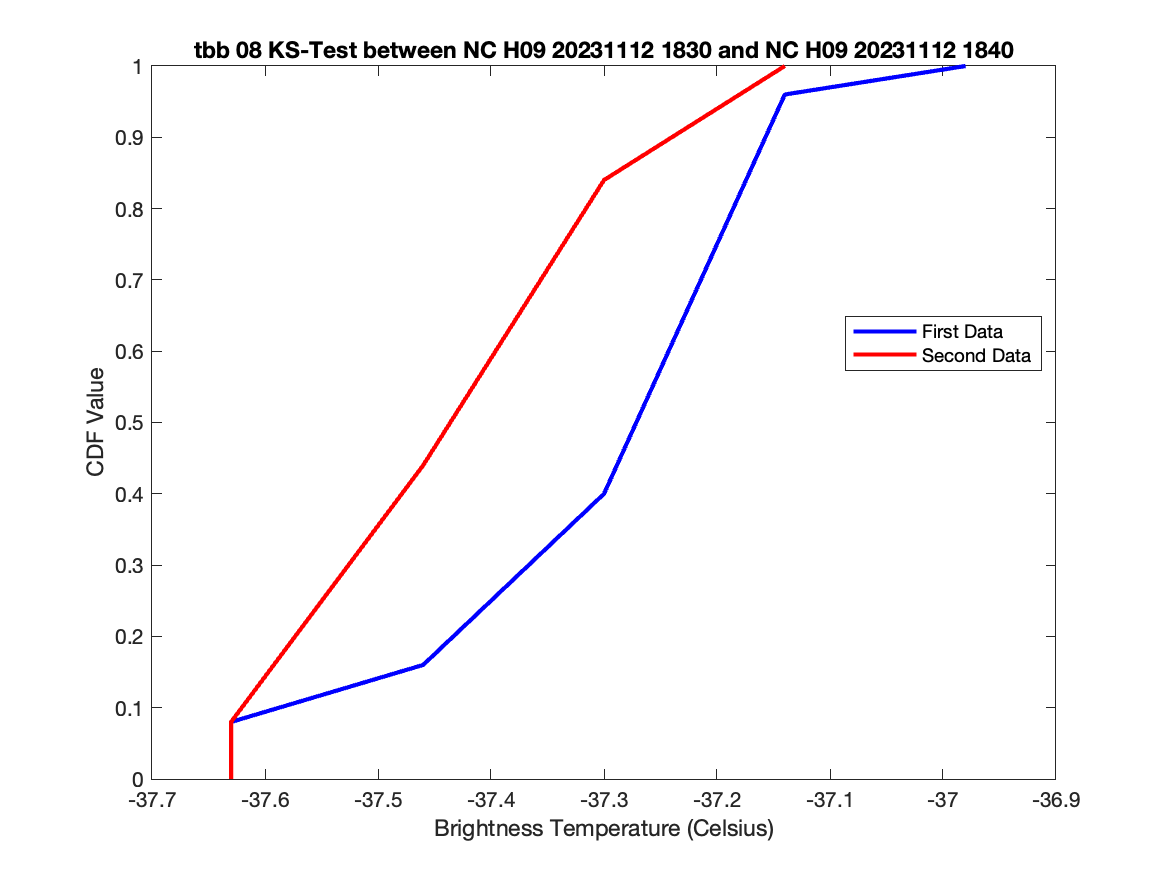 tbb 08 KS-Test between NC H09 20231112 1830 and NC H09 20231112 1840
1
0.9
0.8
0.7
0.6
0.5
0.4
0.3
0.2
0.1
0
CDF Value
First Data
Second Data
-37.7 -37.6 -37.5 -37.4 -37.3 -37.2 -37.1 -37 -36.9
Brightness Temperature (Celsius)